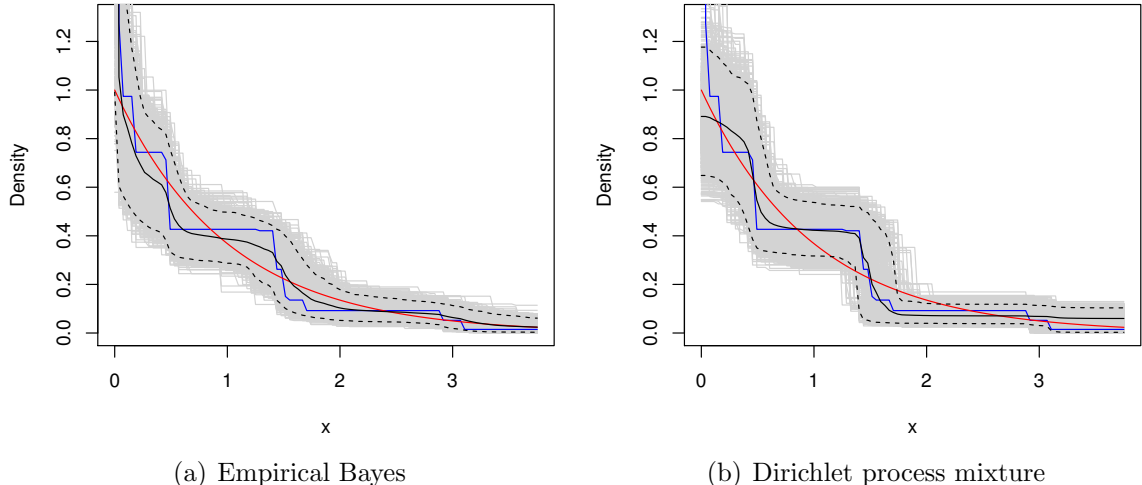 Density
0.0 0.2 0.4 0.6 0.8 1.0 1.2
0 1 2 3
x
(a) Empirical Bayes
Density
0.0 0.2 0.4 0.6 0.8 1.0 1.2
0 1 2 3
x
(b) Dirichlet process mixture